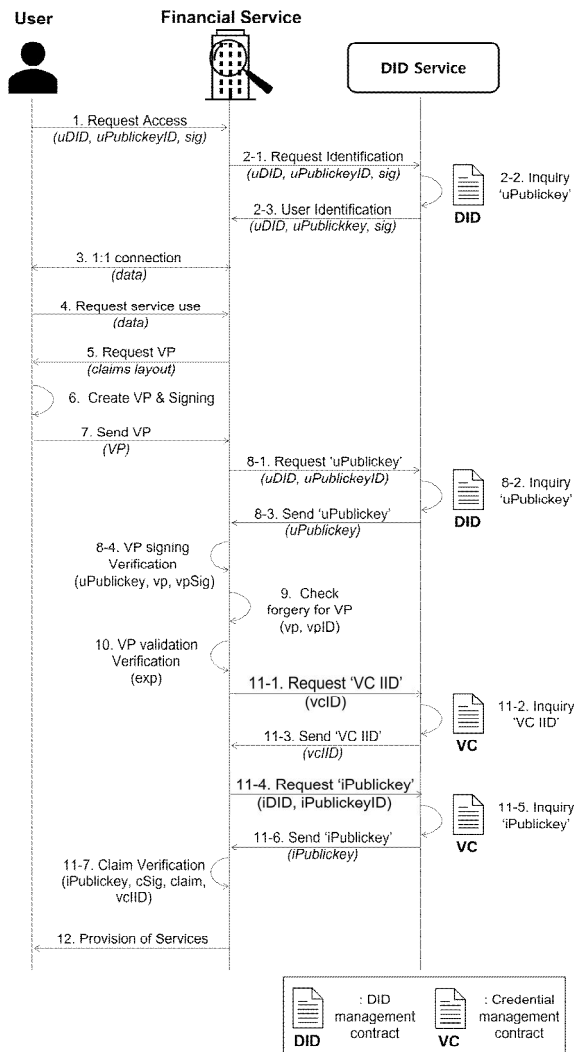 User
Financial Service
DID Service
1. Request Access
(uDID, uPublickeyID, sig)
2-1. Request Identification
(uDID, uPublickeyID, sig)
2-2. Inquiry
'uPublickey'
DID
2-3. User Identification
(uDID, uPublickkey, sig)
3. 1:1 connection
(data)
4. Request service use
(data)
5. Request VP
(claims layout)
6. Create VP & Signing
7. Send VP
(VP)
8-1. Request 'uPublickey'
(uDID, uPublickeyID)
8-2. Inquiry
'uPublickey'
DID
8-3. Send 'uPublickey'
(uPublickey)
8-4. VP signing
Verification
(uPublickey, vp, vpSig)
9. Check
forgery for VP
(vp, vpID)
10. VP validation
Verification
(exp)
11-1. Request 'VC IID'
(vcID)
11-2. Inquiry
'VC IID'
VC
11-3. Send 'VC IID'
(vcIID)
11-4. Request 'iPublickey'
(iDID, iPublickeyID)
11-5. Inquiry
'iPublickey'
VC
11-6. Send 'iPublickey'
(iPublickey)
11-7. Claim Verification
(iPublickey, cSig, claim,
vcIID)
12. Provision of Services
: DID
management
contract
DID
: Credential
management
contract
VC